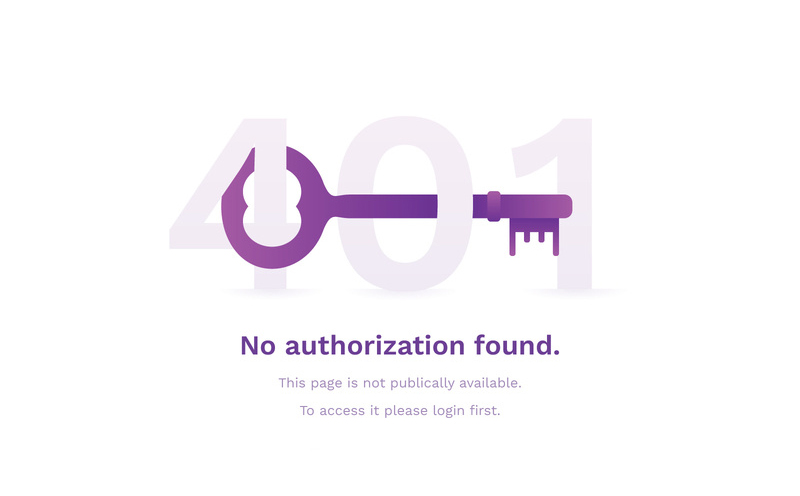 401
No authorization found.
This page is not publically available.
To access it please login first.